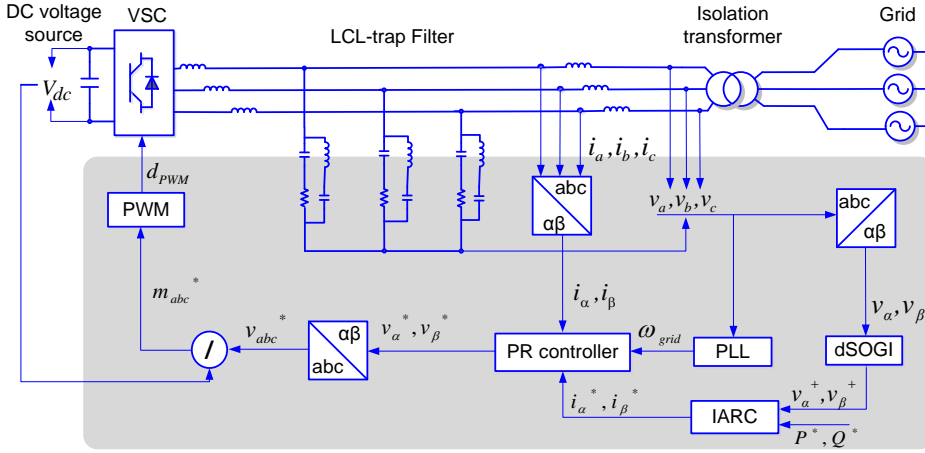 DC voltage source
VSC
LCL-trap Filter
Isolation transformer
Grid
V_dc
i_a, i_b, i_c
d_PWM
abc
αβ
v_a, v_b, v_c
abc
αβ
PWM
m_abc*
i_α, i_β
v_α, v_β
v_abc*
αβ
abc
v_α*, v_β*
PR controller
ω_grid
PLL
dSOGI
/
i_α*, i_β*
IARC
v_α⁺, v_β⁺
P*, Q*